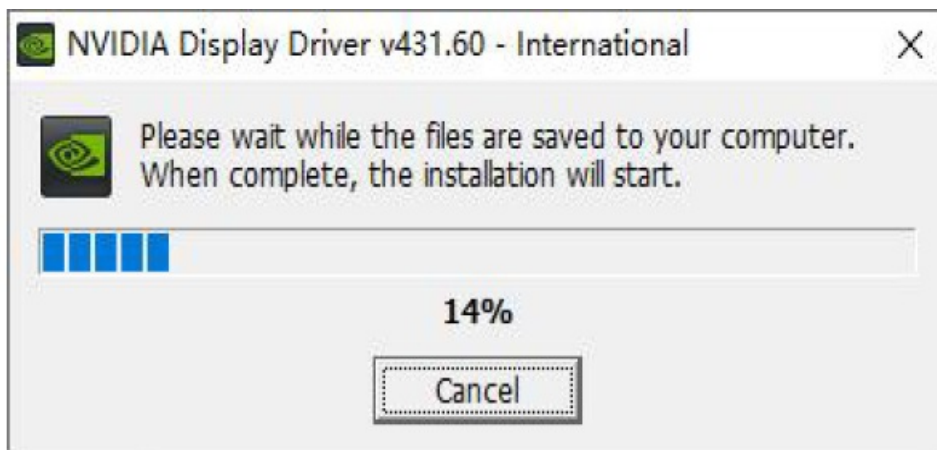 NVIDIA Display Driver v431.60 - International
Please wait while the files are saved to your computer.
When complete, the installation will start.
14%
Cancel